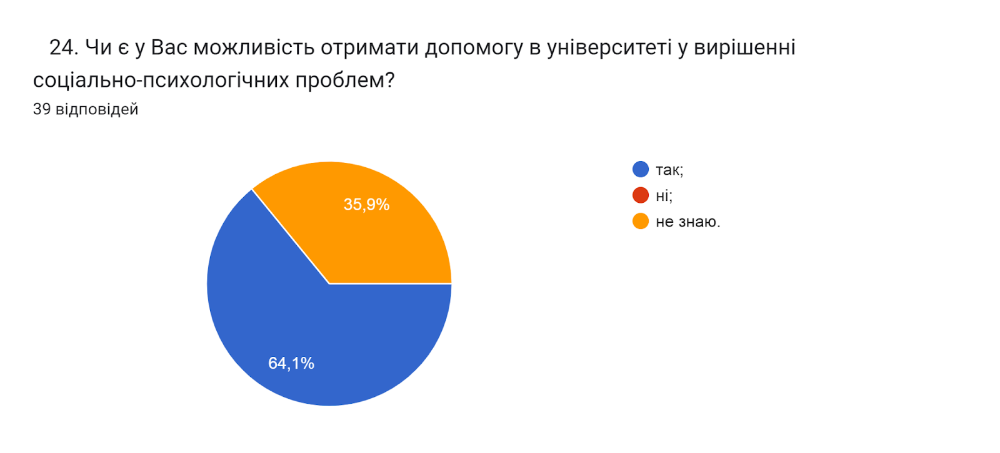 24. Чи є у Вас можливість отримати допомогу в університеті у вирішенні
соціально-психологічних проблем?
39 відповідей
так;
ні;
не знаю.
35,9%
64,1%